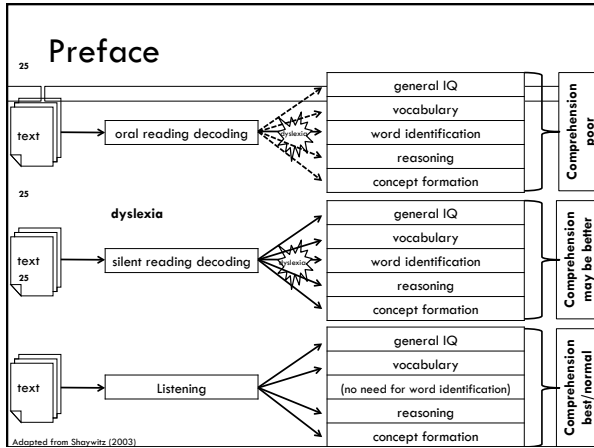 Preface
25
text
oral reading decoding
dyslexia
general IQ
vocabulary
word identification
reasoning
concept formation
Comprehension
poor
25
dyslexia
text
25
silent reading decoding
dyslexia
general IQ
vocabulary
word identification
reasoning
concept formation
Comprehension
may be better
text
Listening
general IQ
vocabulary
(no need for word identification)
reasoning
concept formation
Comprehension
best/normal
Adapted from Shaywitz (2003)